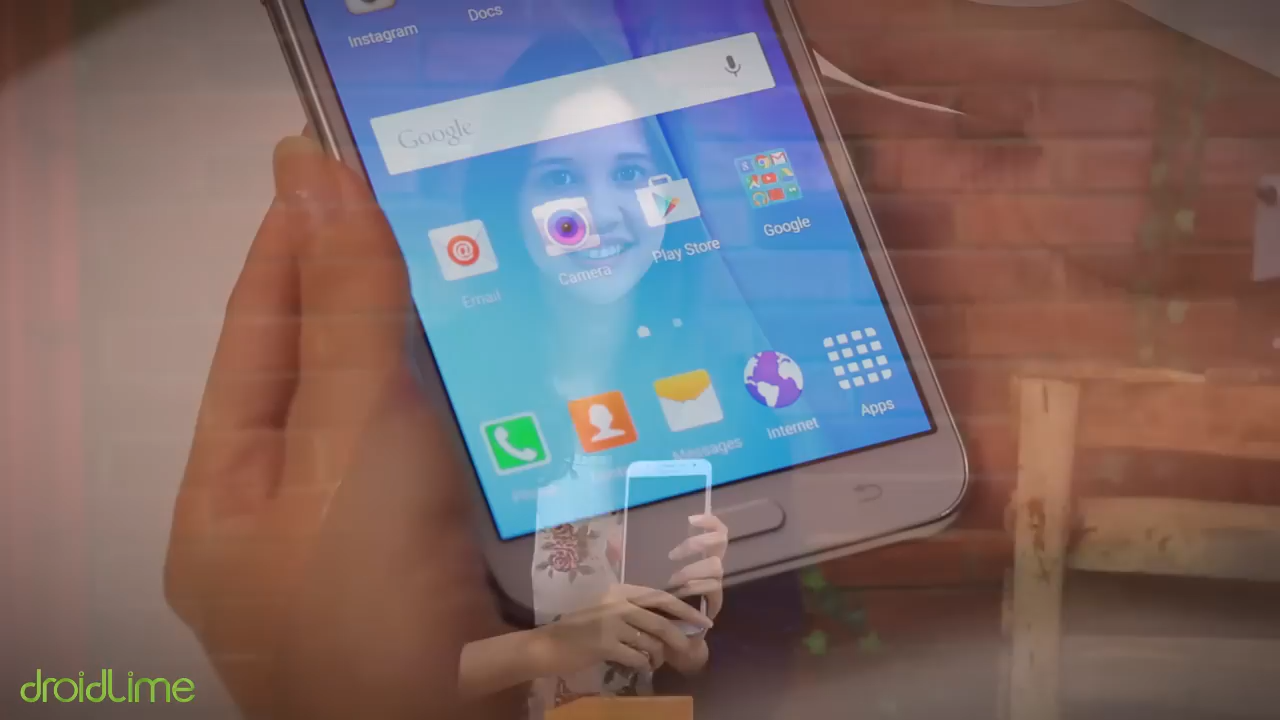 Instagram
Docs
Google
Email
Camera
Play Store
Google
Messages
Internet
Apps
droidLime